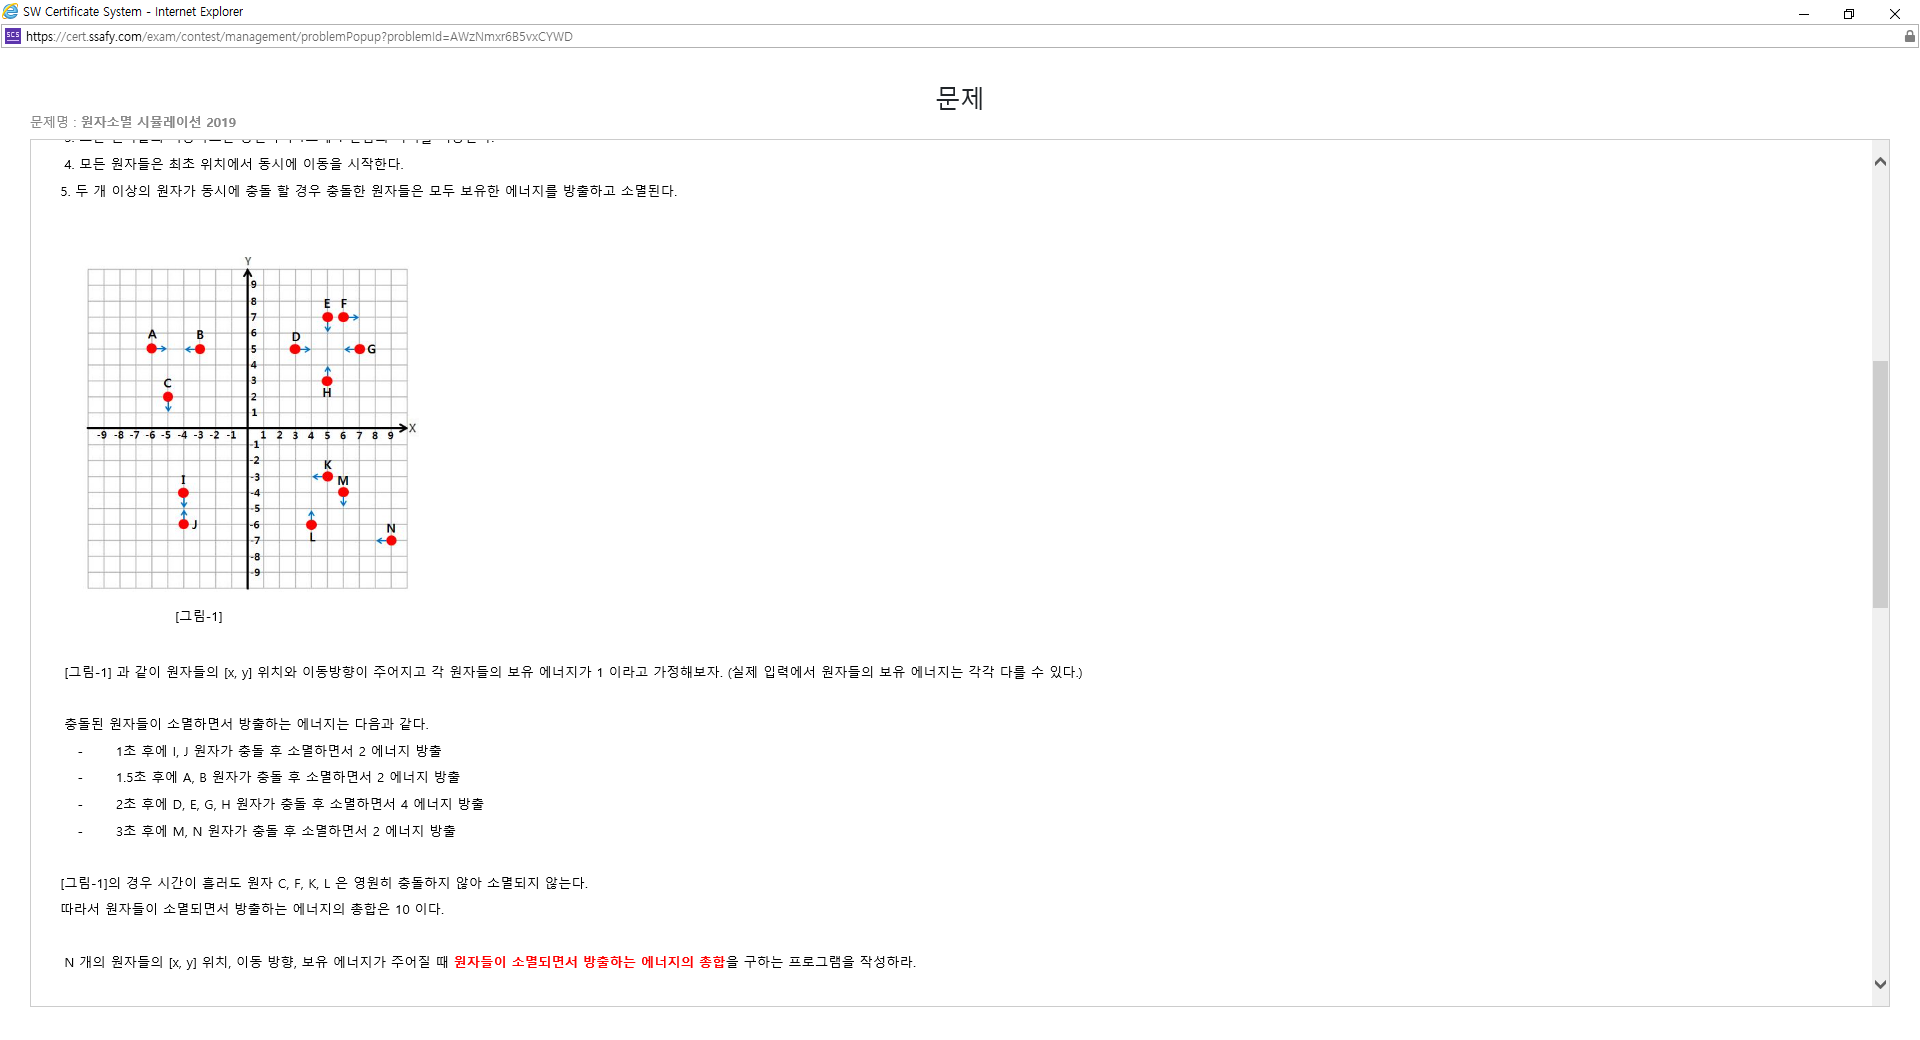 SW Certificate System - Internet Explorer
https://cert.ssafy.com/exam/contest/management/problemPopup?problemId=AWzNmxr6B5vxCYWD
문제
문제명 : 원자소멸 시뮬레이션 2019
4. 모든 원자들은 최초 위치에서 동시에 이동을 시작한다.
5. 두 개 이상의 원자가 동시에 충돌 할 경우 충돌한 원자들은 모두 보유한 에너지를 방출하고 소멸된다.
Y
9
E F
8
7
A B D
6
5 G
4
C
3
H
2
1
X
-9 -8 -7 -6 -5 -4 -3 -2 -1 1 2 3 4 5 6 7 8 9
-1
-2
K
I -3 M
-4
-5
J -6 N
L
-7
-8
-9
[그림-1]
[그림-1] 과 같이 원자들의 [x, y] 위치와 이동방향이 주어지고 각 원자들의 보유 에너지가 1 이라고 가정해보자. (실제 입력에서 원자들의 보유 에너지는 각각 다를 수 있다.)
충돌된 원자들이 소멸하면서 방출하는 에너지는 다음과 같다.
- 1초 후에 I, J 원자가 충돌 후 소멸하면서 2 에너지 방출
- 1.5초 후에 A, B 원자가 충돌 후 소멸하면서 2 에너지 방출
- 2초 후에 D, E, G, H 원자가 충돌 후 소멸하면서 4 에너지 방출
- 3초 후에 M, N 원자가 충돌 후 소멸하면서 2 에너지 방출
[그림-1]의 경우 시간이 흘러도 원자 C, F, K, L 은 영원히 충돌하지 않아 소멸되지 않는다.
따라서 원자들이 소멸되면서 방출하는 에너지의 총합은 10 이다.
N 개의 원자들의 [x, y] 위치, 이동 방향, 보유 에너지가 주어질 때 원자들이 소멸되면서 방출하는 에너지의 총합을 구하는 프로그램을 작성하라.